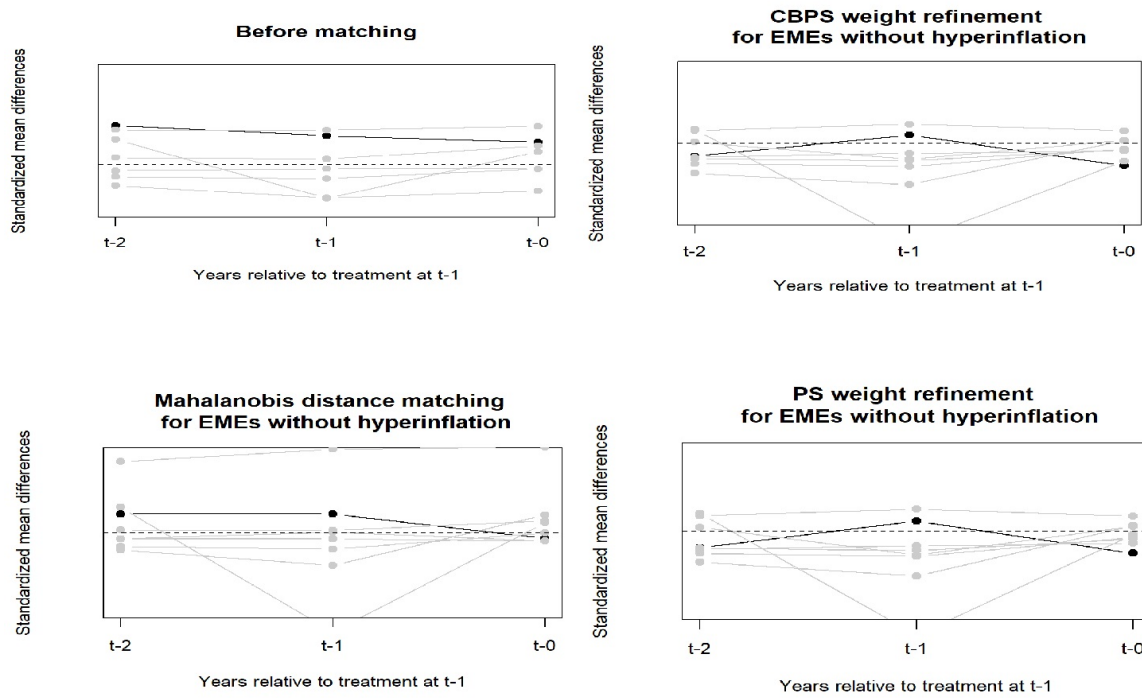 Before matching
Standardized mean differences
t-2
t-1
t-0
Years relative to treatment at t-1
CBPS weight refinement
for EMEs without hyperinflation
Standardized mean differences
t-2
t-1
t-0
Years relative to treatment at t-1
Mahalanobis distance matching
for EMEs without hyperinflation
Standardized mean differences
t-2
t-1
t-0
Years relative to treatment at t-1
PS weight refinement
for EMEs without hyperinflation
Standardized mean differences
t-2
t-1
t-0
Years relative to treatment at t-1